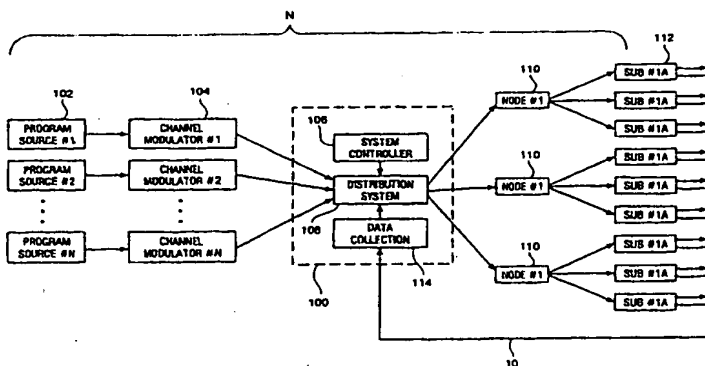 N
102
104
110
112
PROGRAM
SOURCE #1
CHANNEL
MODULATOR #1
106
SYSTEM
CONTROLLER
NODE #1
SUB #1A
SUB #1A
SUB #1A
PROGRAM
SOURCE #2
CHANNEL
MODULATOR #2
DISTRIBUTION
SYSTEM
108
110
NODE #1
SUB #1A
SUB #1A
SUB #1A
PROGRAM
SOURCE #N
CHANNEL
MODULATOR #N
DATA
COLLECTION
114
100
110
NODE #1
SUB #1A
SUB #1A
SUB #1A
10